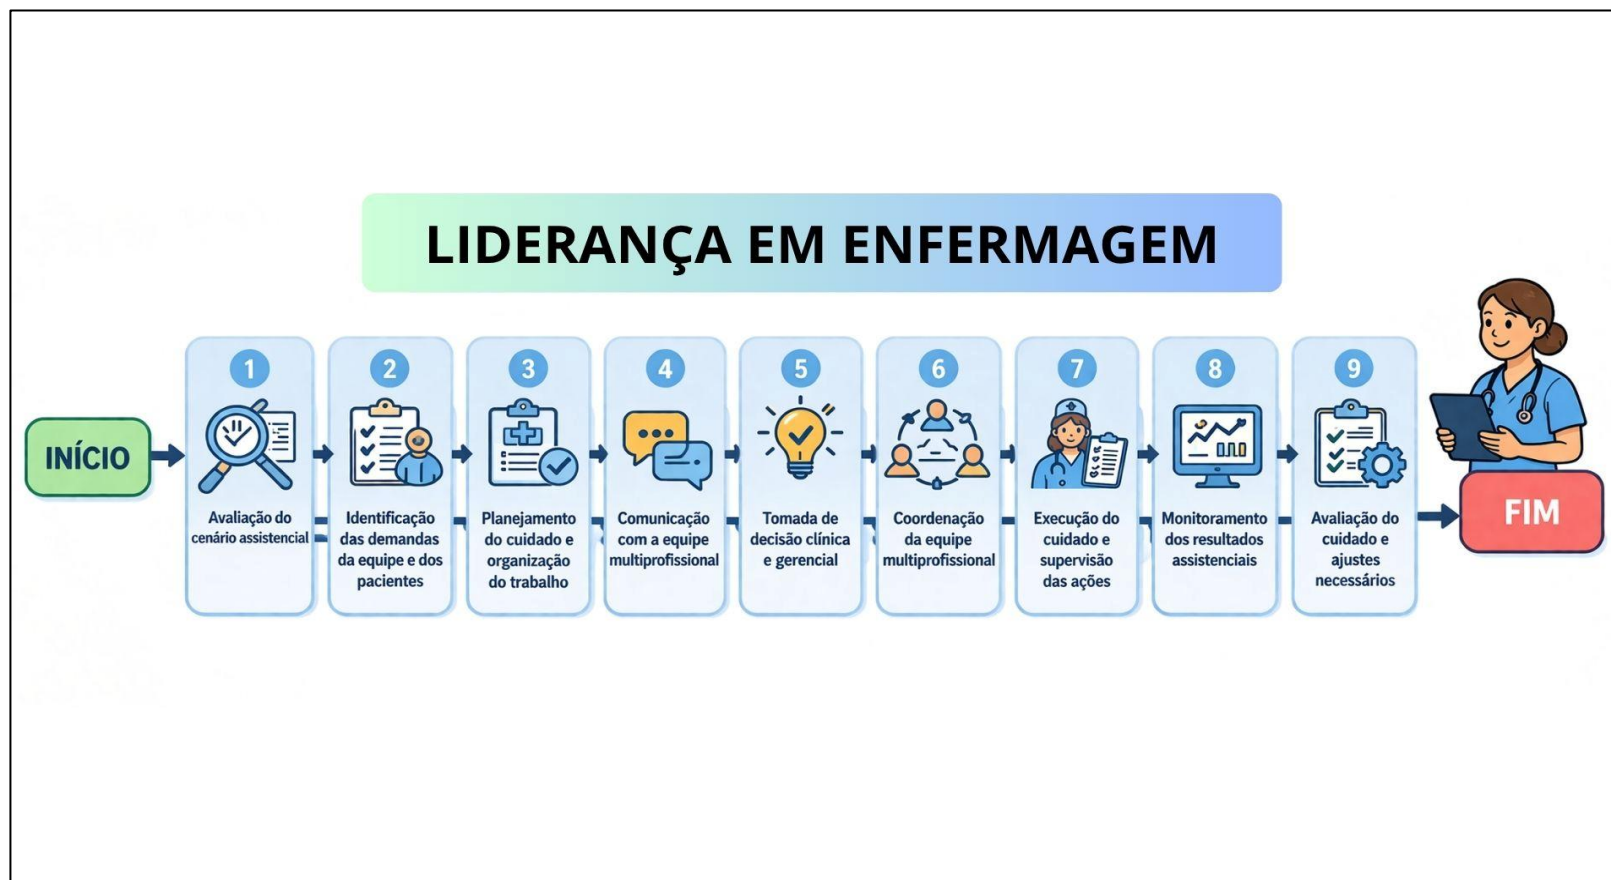 LIDERANÇA EM ENFERMAGEM
INÍCIO
1
Avaliação do
cenário assistencial
2
Identificação
das demandas
da equipe e dos
pacientes
3
Planejamento
do cuidado e
organização
do trabalho
4
Comunicação
com a equipe
multiprofissional
5
Tomada de
decisão clínica
e gerencial
6
Coordenação
da equipe
multiprofissional
7
Execução do
cuidado e
supervisão
das ações
8
Monitoramento
dos resultados
assistenciais
9
Avaliação do
cuidado e
ajustes
necessários
FIM